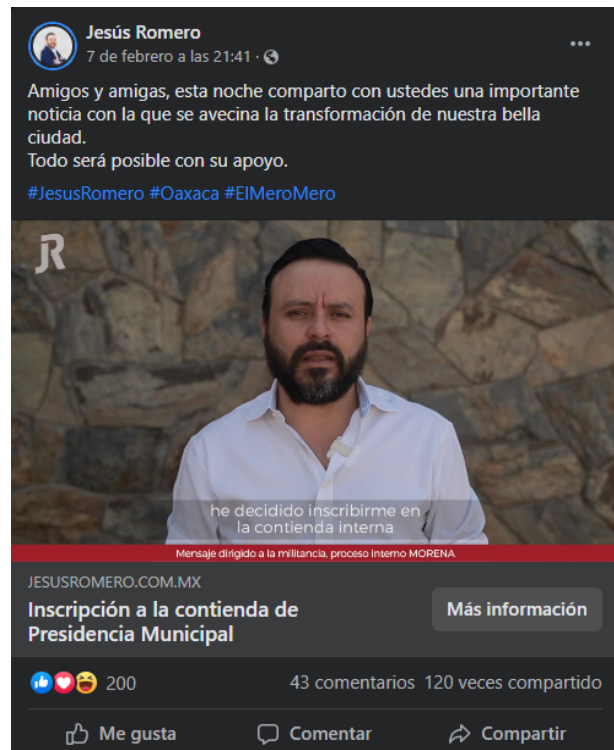 Jesús Romero
7 de febrero a las 21:41 ·
Amigos y amigas, esta noche comparto con ustedes una importante
noticia con la que se avecina la transformación de nuestra bella
ciudad.
Todo será posible con su apoyo.
#JesusRomero #Oaxaca #ElMeroMero
JR
he decidido inscribirme en
la contienda interna
Mensaje dirigido a la militancia, proceso interno MORENA
JESUSROMERO.COM.MX
Inscripción a la contienda de
Presidencia Municipal
Más información
200
43 comentarios 120 veces compartido
Me gusta Comentar Compartir